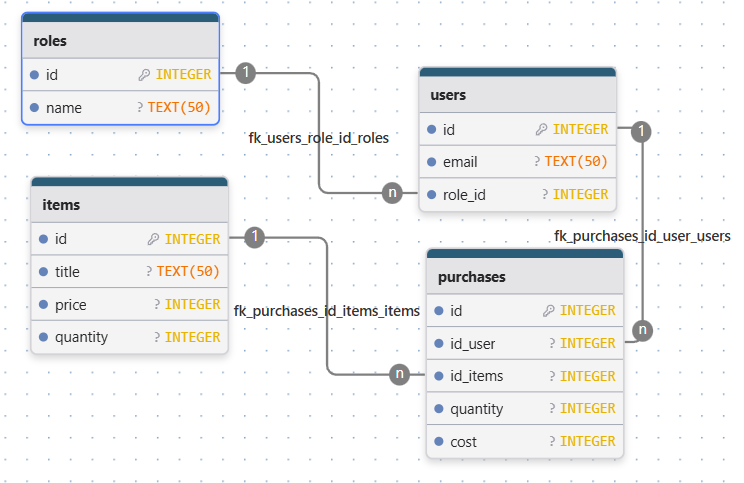 roles
id INTEGER
name ? TEXT(50)
1
fk_users_role_id_roles
n
users
id INTEGER
email ? TEXT(50)
role_id ? INTEGER
1
items
id INTEGER
title ? TEXT(50)
price ? INTEGER
quantity ? INTEGER
1
fk_purchases_id_items_items
n
fk_purchases_id_user_users
n
purchases
id INTEGER
id_user ? INTEGER
id_items ? INTEGER
quantity ? INTEGER
cost ? INTEGER